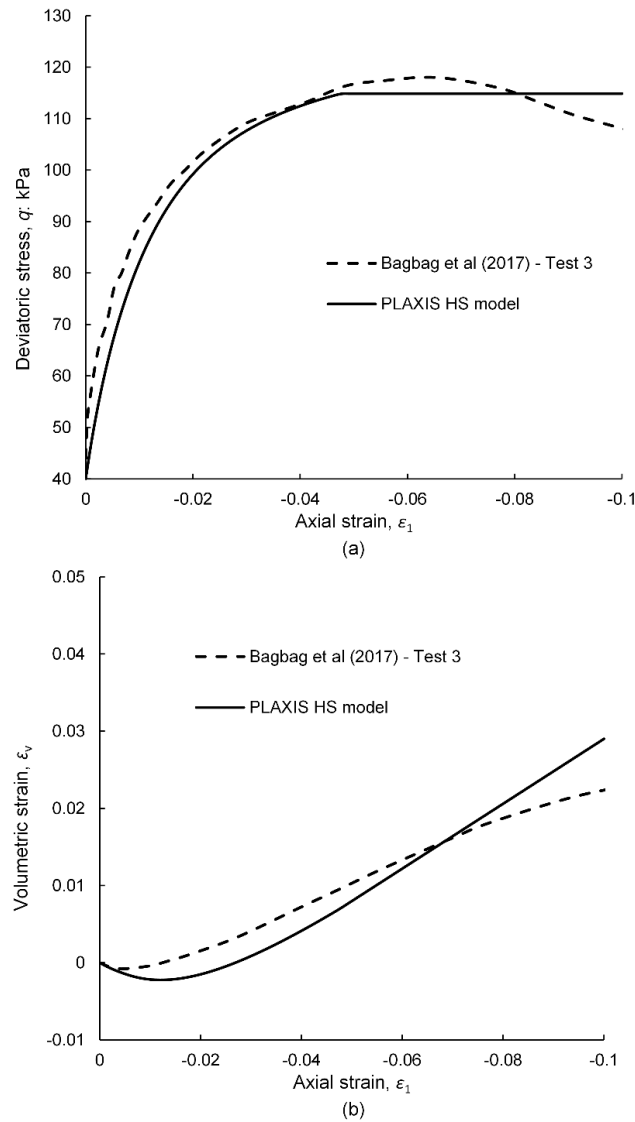 120
110
100
90
80
70
60
50
40
Deviatoric stress, q: kPa
Bagbag et al (2017) - Test 3
PLAXIS HS model
0 -0.02 -0.04 -0.06 -0.08 -0.1
Axial strain, ε1
(a)
0.05
0.04
0.03
0.02
0.01
0
-0.01
Volumetric strain, εv
Bagbag et al (2017) - Test 3
PLAXIS HS model
0 -0.02 -0.04 -0.06 -0.08 -0.1
Axial strain, ε1
(b)